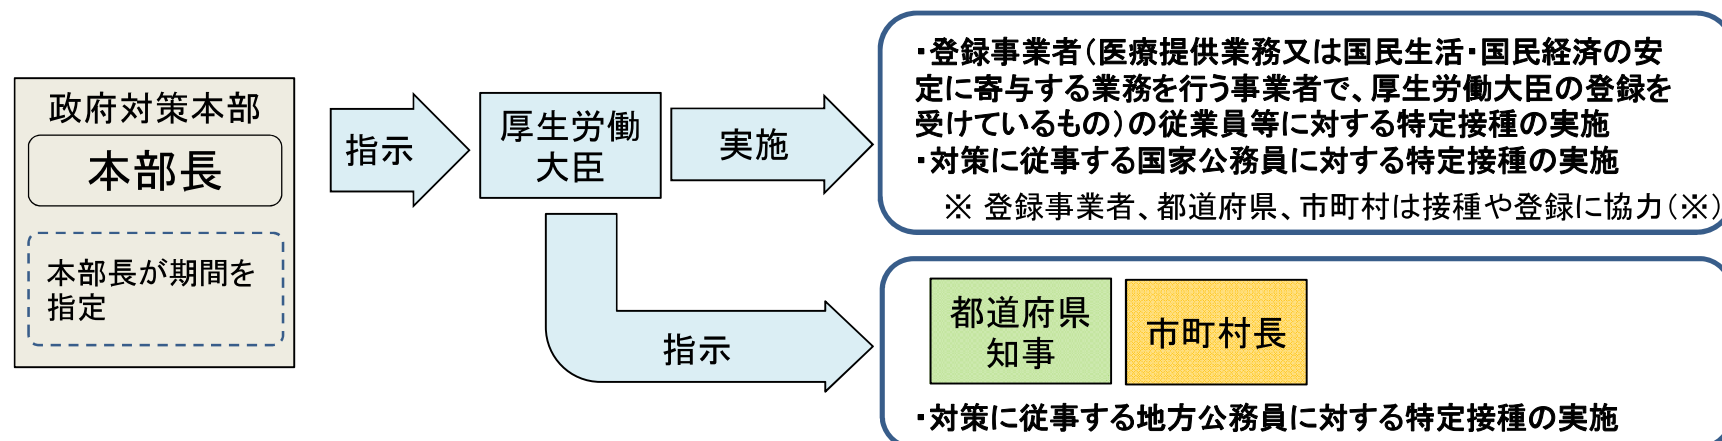 政府対策本部
本部長
本部長が期間を
指定
指示
厚生労働
大臣
実施
・登録事業者（医療提供業務又は国民生活・国民経済の安
定に寄与する業務を行う事業者で、厚生労働大臣の登録を
受けているもの）の従業員等に対する特定接種の実施
・対策に従事する国家公務員に対する特定接種の実施
※ 登録事業者、都道府県、市町村は接種や登録に協力（※）
指示
都道府県
知事
市町村長
・対策に従事する地方公務員に対する特定接種の実施